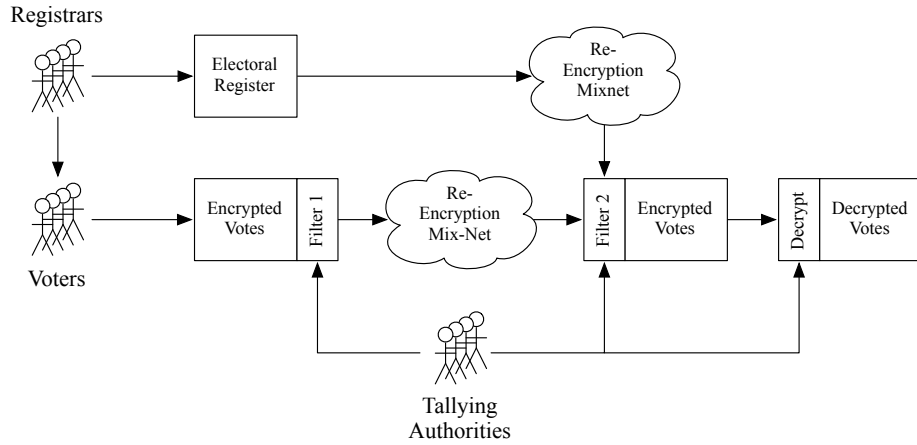 Registrars
Electoral
Register
Re-
Encryption
Mixnet
Encrypted
Votes
Filter 1
Re-
Encryption
Mix-Net
Filter 2
Encrypted
Votes
Decrypt
Decrypted
Votes
Voters
Tallying
Authorities